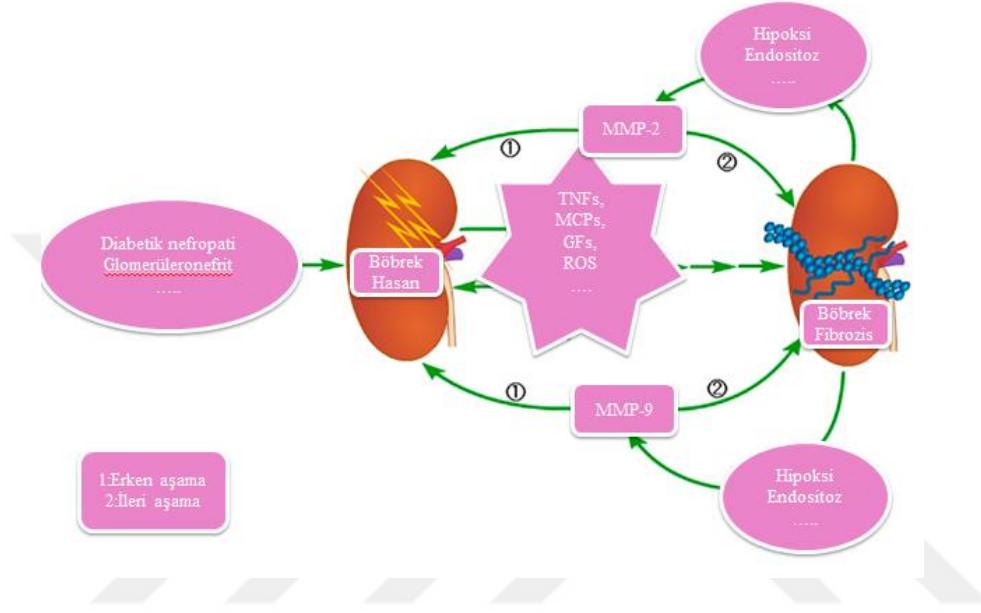 Hipoksi
Endositoz
.....
MMP-2
①
②
TNFs,
MCPs,
GFs,
ROS
....
Diabetik nefropati
Glomerüleronefrit
.....
Böbrek
Hasarı
Böbrek
Fibrozis
①
②
MMP-9
1:Erken aşama
2:İleri aşama
Hipoksi
Endositoz
.....